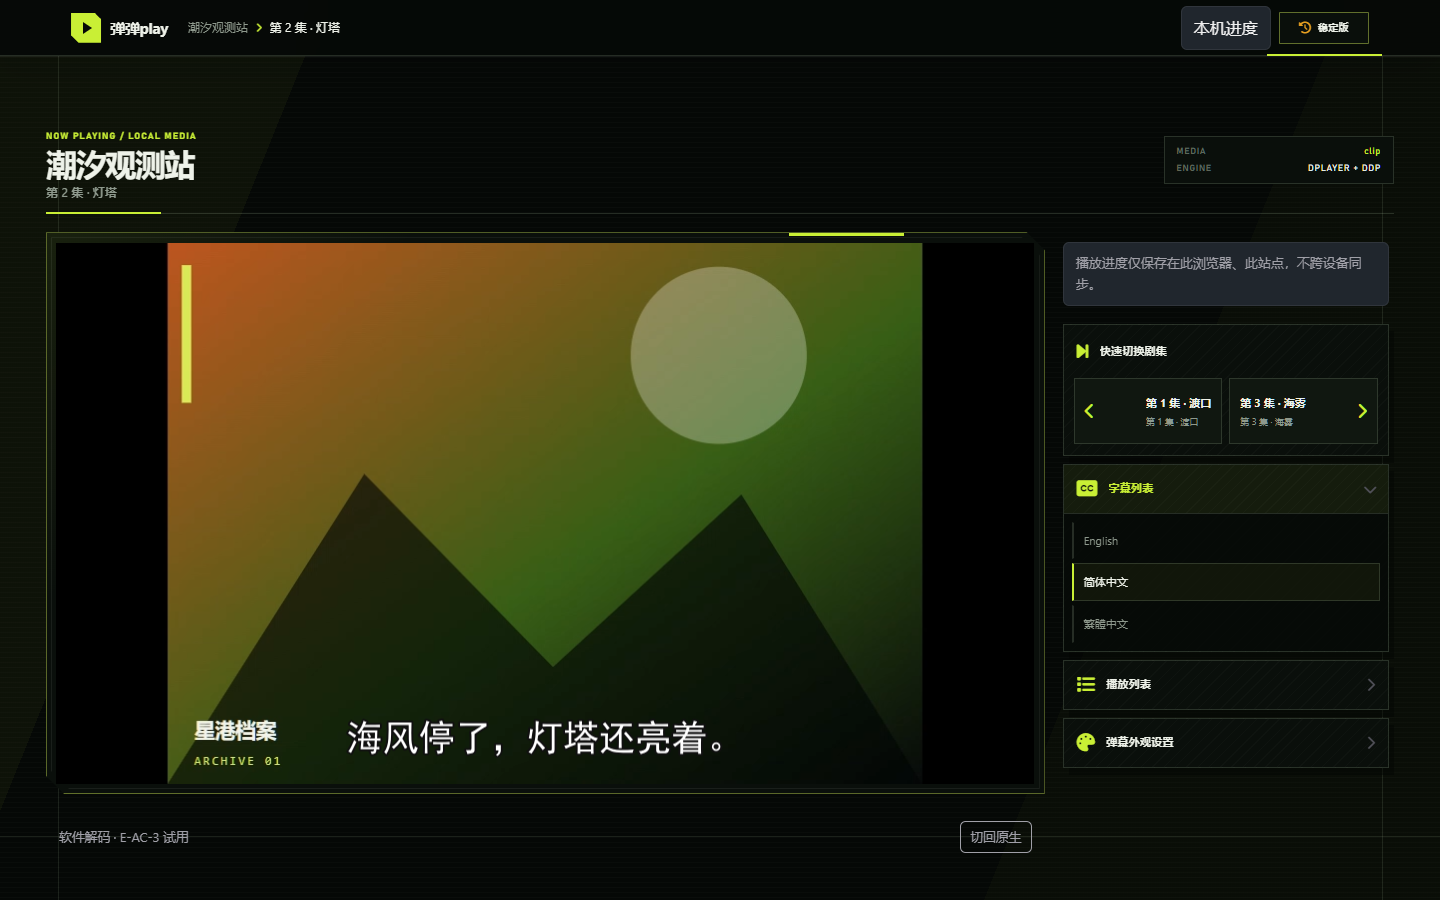 弹弹play
潮汐观测站 > 第 2 集 · 灯塔
本机进度
稳定版
NOW PLAYING / LOCAL MEDIA
潮汐观测站
第 2 集 · 灯塔
MEDIA clip
ENGINE DPLAYER + DDP
星港档案
ARCHIVE 01
海风停了，灯塔还亮着。
播放进度仅保存在此浏览器、此站点，不跨设备同
步。
快速切换剧集
第 1 集 · 渡口
第 1 集 · 渡口
第 3 集 · 海雾
第 3 集 · 海雾
CC 字幕列表
English
简体中文
繁體中文
播放列表
弹幕外观设置
软件解码 · E-AC-3 试用
切回原生